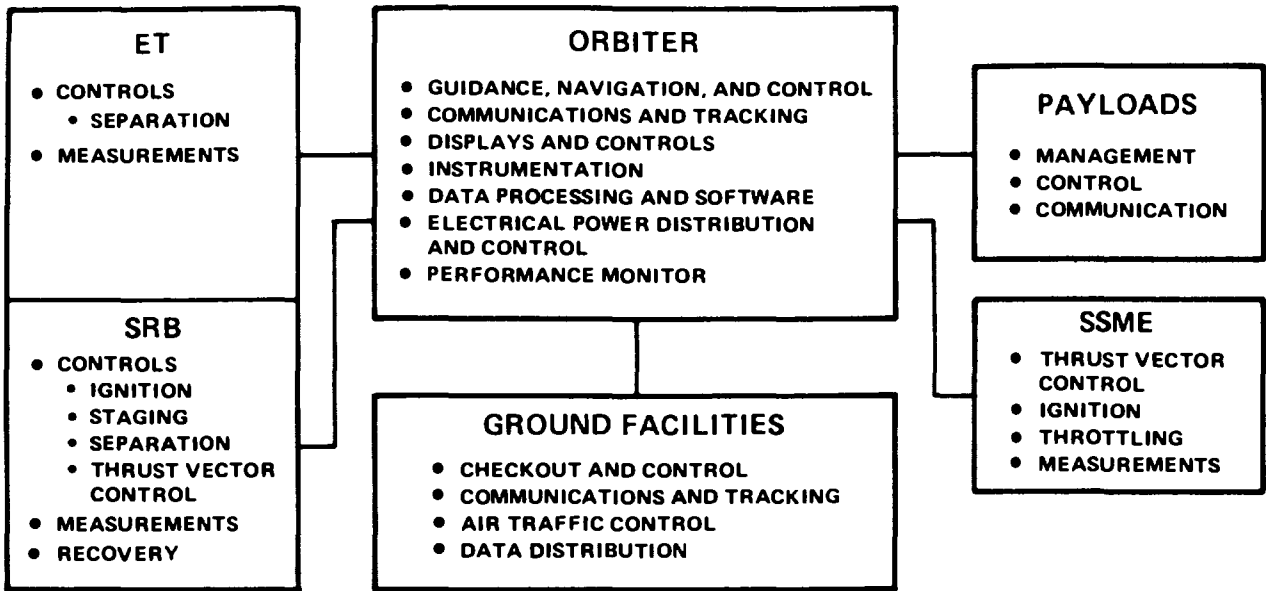 ET
• CONTROLS
• SEPARATION
• MEASUREMENTS
SRB
• CONTROLS
• IGNITION
• STAGING
• SEPARATION
• THRUST VECTOR
CONTROL
• MEASUREMENTS
• RECOVERY
ORBITER
• GUIDANCE, NAVIGATION, AND CONTROL
• COMMUNICATIONS AND TRACKING
• DISPLAYS AND CONTROLS
• INSTRUMENTATION
• DATA PROCESSING AND SOFTWARE
• ELECTRICAL POWER DISTRIBUTION
AND CONTROL
• PERFORMANCE MONITOR
GROUND FACILITIES
• CHECKOUT AND CONTROL
• COMMUNICATIONS AND TRACKING
• AIR TRAFFIC CONTROL
• DATA DISTRIBUTION
PAYLOADS
• MANAGEMENT
• CONTROL
• COMMUNICATION
SSME
• THRUST VECTOR
CONTROL
• IGNITION
• THROTTLING
• MEASUREMENTS